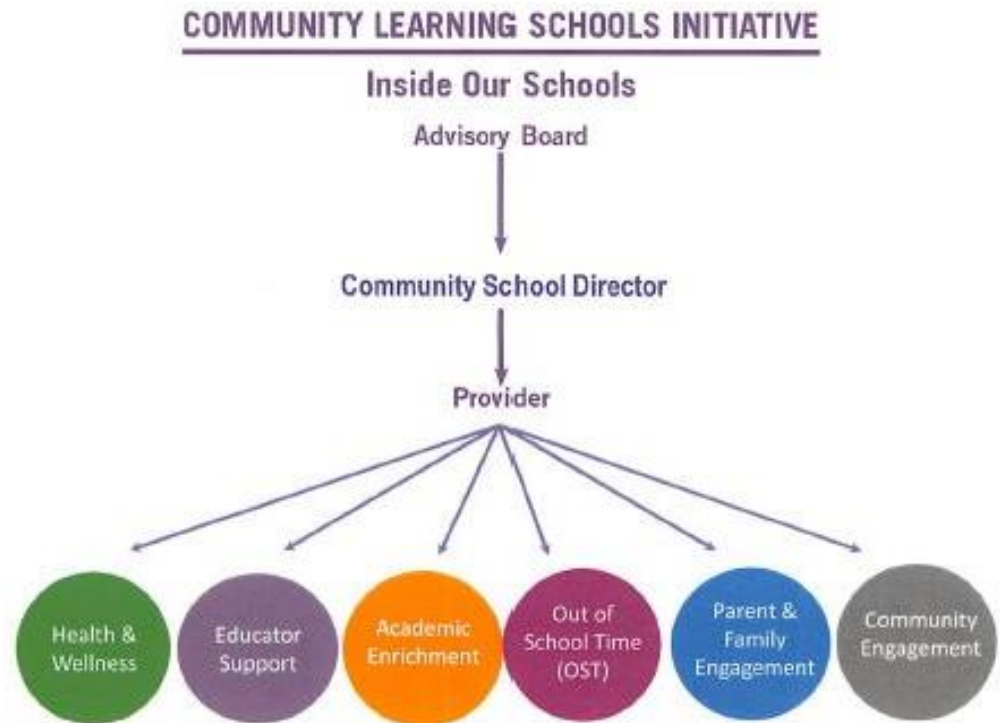 COMMUNITY LEARNING SCHOOLS INITIATIVE
Inside Our Schools
Advisory Board
Community School Director
Provider
Health &
Wellness
Educator
Support
Academic
Enrichment
Out of
School Time
(OST)
Parent &
Family
Engagement
Community
Engagement